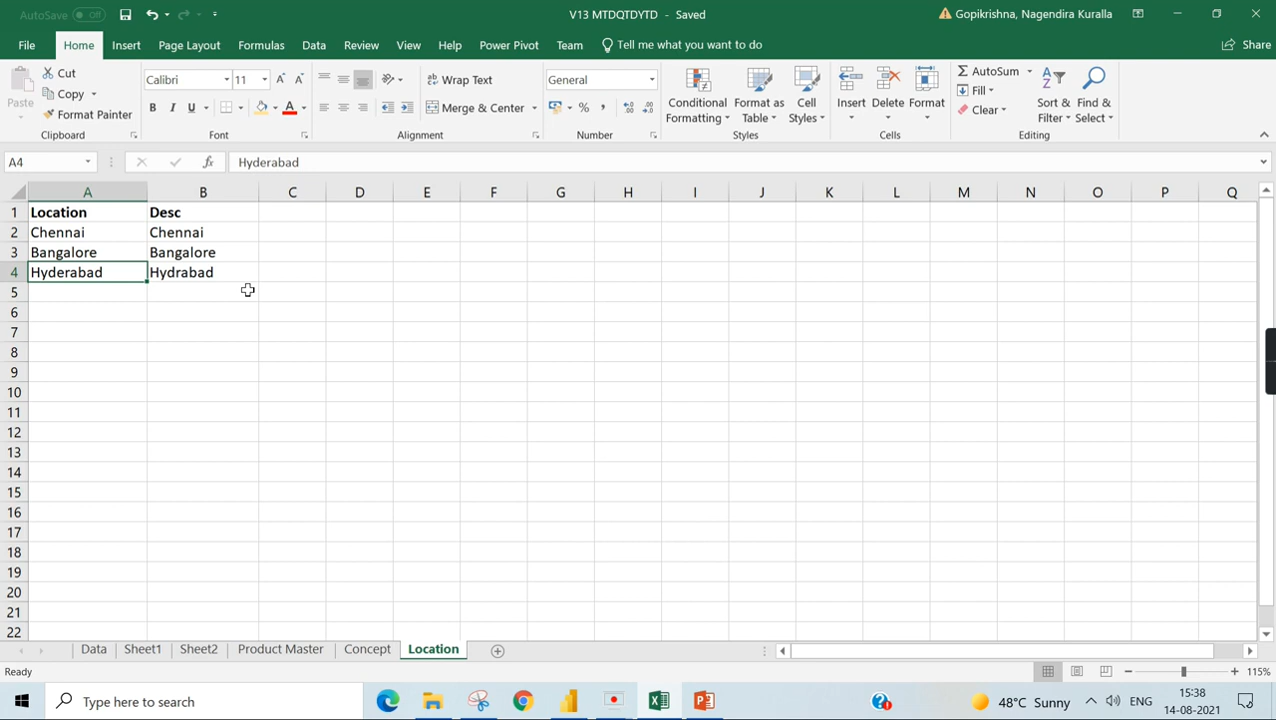 AutoSave Off
V13 MTDQTDYTD - Saved
Gopikrishna, Nagendira Kuralla
File Home Insert Page Layout Formulas Data Review View Help Power Pivot Team Tell me what you want to do Share
Paste
Cut
Copy
Format Painter
Clipboard
Calibri 11
B I U A
Font
Wrap Text
Merge & Center
Alignment
General
% ,
Number
Conditional Formatting
Format as Table
Cell Styles
Styles
Insert Delete Format
Cells
AutoSum
Fill
Clear
Sort & Filter
Find & Select
Editing
A4 fx Hyderabad
A B C D E F G H I J K L M N O P Q
1 Location Desc
2 Chennai Chennai
3 Bangalore Bangalore
4 Hyderabad Hydrabad
5
6
7
8
9
10
11
12
13
14
15
16
17
18
19
20
21
22
Data Sheet1 Sheet2 Product Master Concept Location
Ready 115%
Type here to search
48°C Sunny ENG
15:38
14-08-2021